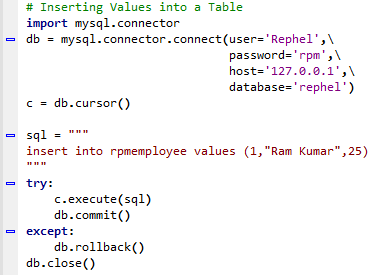 # Inserting Values into a Table
import mysql.connector
db = mysql.connector.connect(user='Rephel',\
password='rpm',\
host='127.0.0.1',\
database='rephel')
c = db.cursor()
sql = """
insert into rpmemployee values (1,"Ram Kumar",25)
"""
try:
c.execute(sql)
db.commit()
except:
db.rollback()
db.close()